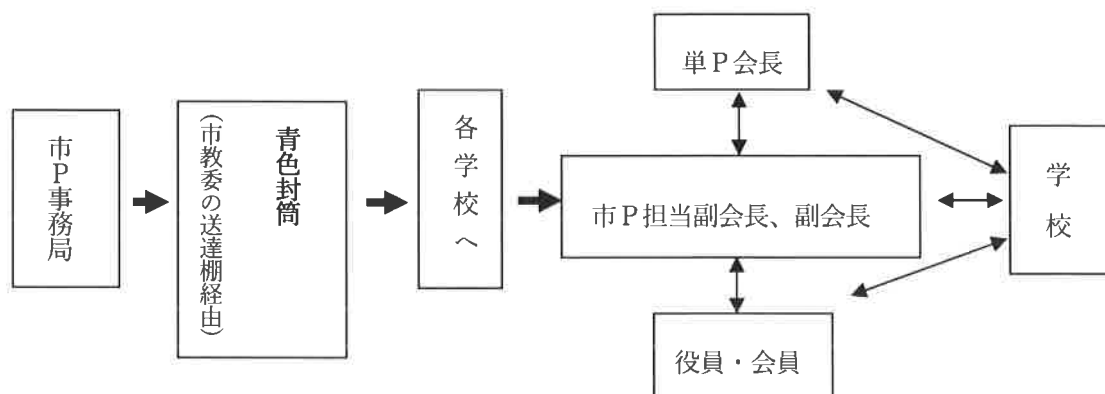 市P事務局
青色封筒
(市教委の送達棚経由)
各学校へ
単P会長
市P担当副会長、副会長
役員・会員
学校